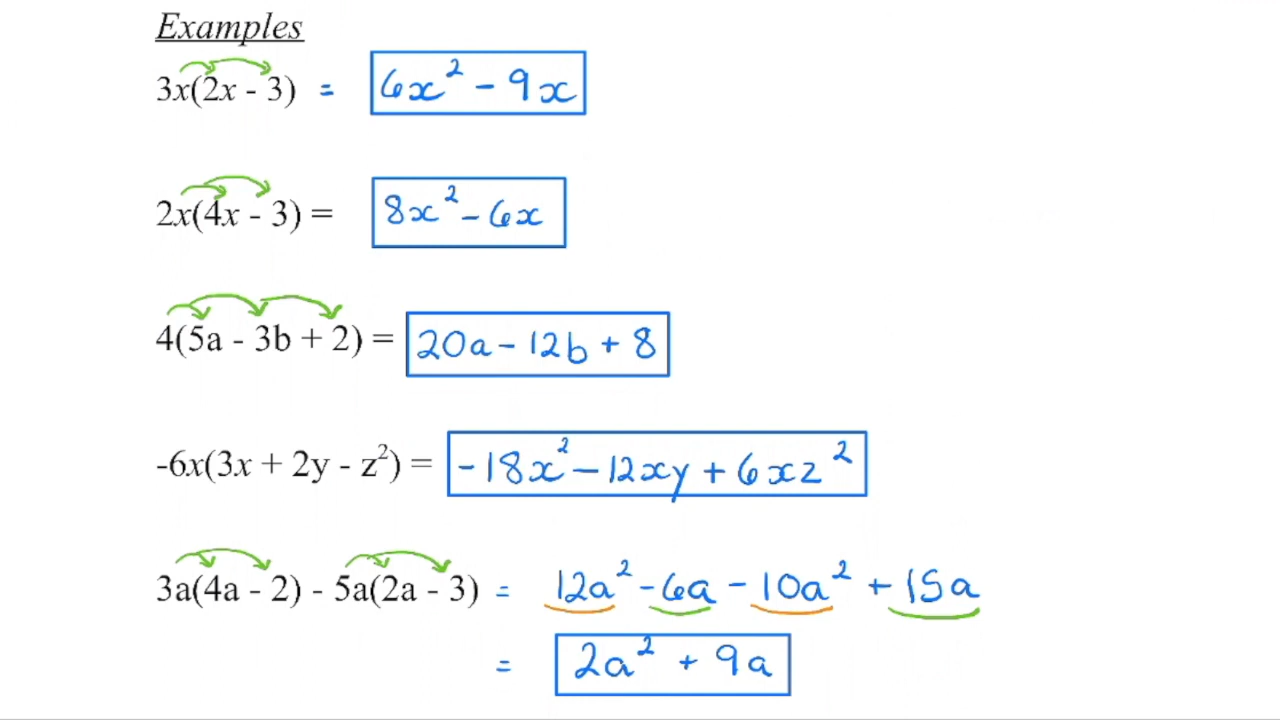 Examples
3x(2x - 3) = 6x² - 9x
2x(4x - 3) = 8x² - 6x
4(5a - 3b + 2) = 20a - 12b + 8
-6x(3x + 2y - z²) = -18x² - 12xy + 6xz²
3a(4a - 2) - 5a(2a - 3) = 12a² - 6a - 10a² + 15a
= 2a² + 9a